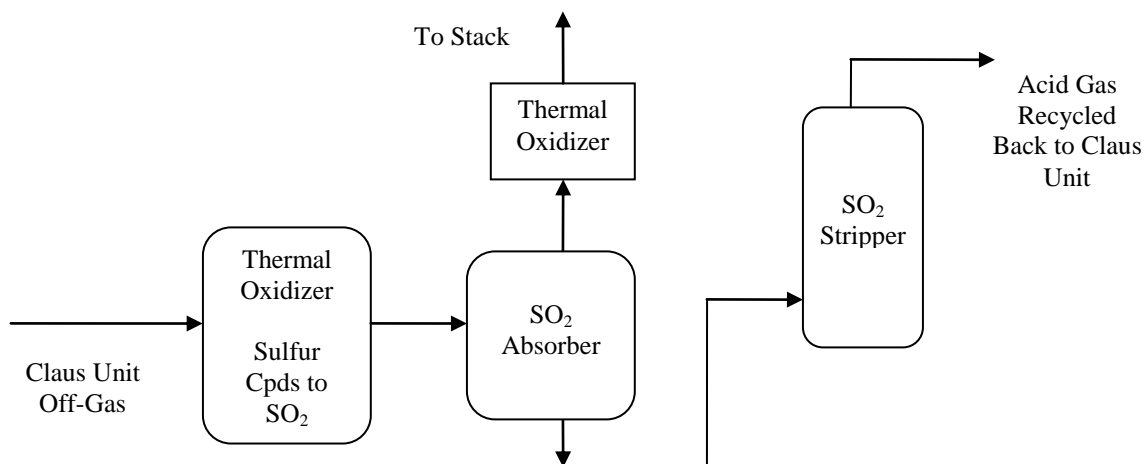 To Stack
Thermal
Oxidizer
Acid Gas
Recycled
Back to Claus
Unit
SO₂
Stripper
Thermal
Oxidizer
Sulfur
Cpds to
SO₂
SO₂
Absorber
Claus Unit
Off-Gas